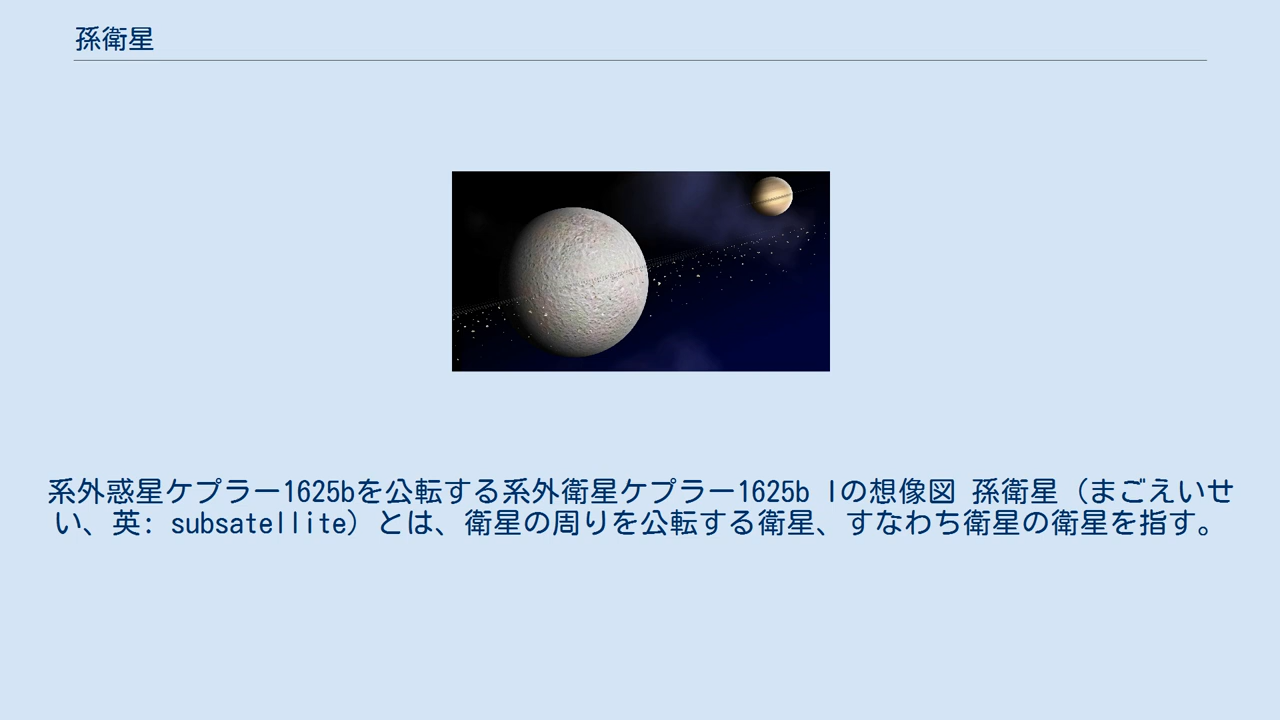 孫衛星
系外惑星ケプラー1625bを公転する系外衛星ケプラー1625b Iの想像図 孫衛星（まごえいせ
い、英: subsatellite）とは、衛星の周りを公転する衛星、すなわち衛星の衛星を指す。